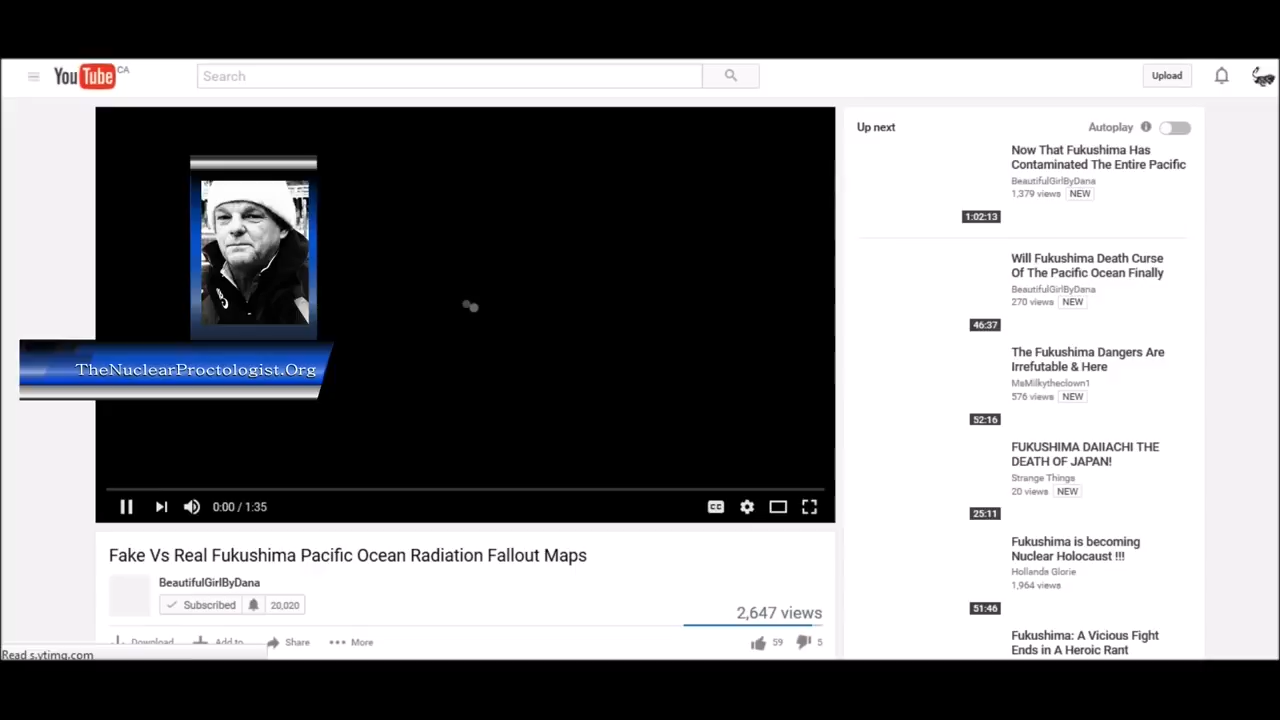 YouTube CA
Search
Upload
TheNuclearProctologist.Org
0:00 / 1:35
CC
Fake Vs Real Fukushima Pacific Ocean Radiation Fallout Maps
BeautifulGirlByDana
Subscribed 20,020
2,647 views
Download Add to Share More
59 5
Read s.ytimg.com
Up next
Autoplay
Now That Fukushima Has
Contaminated The Entire Pacific
BeautifulGirlByDana
1,379 views NEW
1:02:13
Will Fukushima Death Curse
Of The Pacific Ocean Finally
BeautifulGirlByDana
270 views NEW
46:37
The Fukushima Dangers Are
Irrefutable & Here
MsMilkytheclown1
576 views NEW
52:16
FUKUSHIMA DAIIACHI THE
DEATH OF JAPAN!
Strange Things
20 views NEW
25:11
Fukushima is becoming
Nuclear Holocaust !!!
Hollande Glorie
1,964 views
51:46
Fukushima: A Vicious Fight
Ends in A Heroic Rant